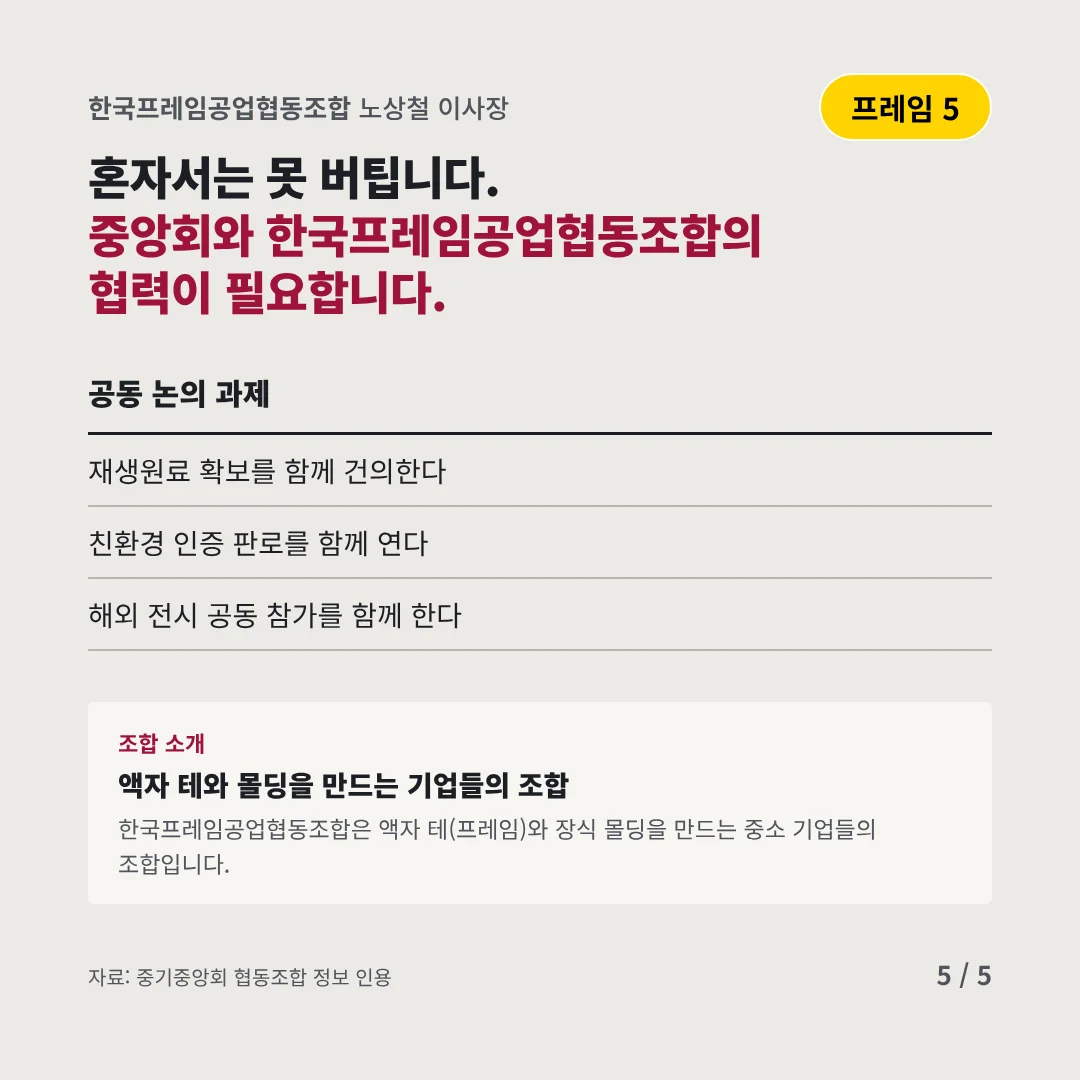 한국프레임공업협동조합 노상철 이사장
프레임 5
혼자서는 못 버팁니다.
중앙회와 한국프레임공업협동조합의
협력이 필요합니다.
공동 논의 과제
재생원료 확보를 함께 건의한다
친환경 인증 판로를 함께 연다
해외 전시 공동 참가를 함께 한다
조합 소개
액자 테와 몰딩을 만드는 기업들의 조합
한국프레임공업협동조합은 액자 테(프레임)와 장식 몰딩을 만드는 중소 기업들의
조합입니다.
자료: 중기중앙회 협동조합 정보 인용
5 / 5